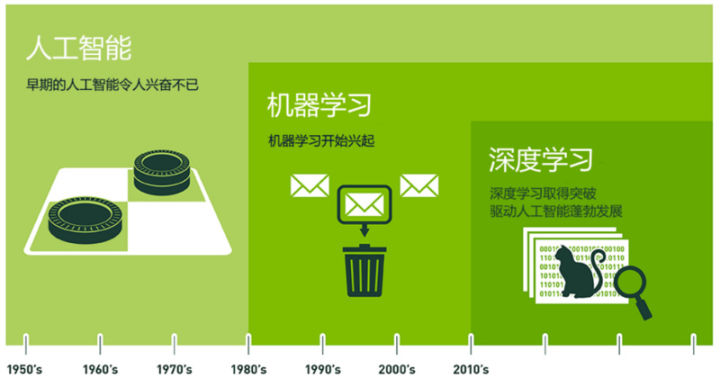 人工智能
早期的人工智能令人兴奋不已
机器学习
机器学习开始兴起
深度学习
深度学习取得突破
驱动人工智能蓬勃发展
1950's
1960's
1970's
1980's
1990's
2000's
2010's